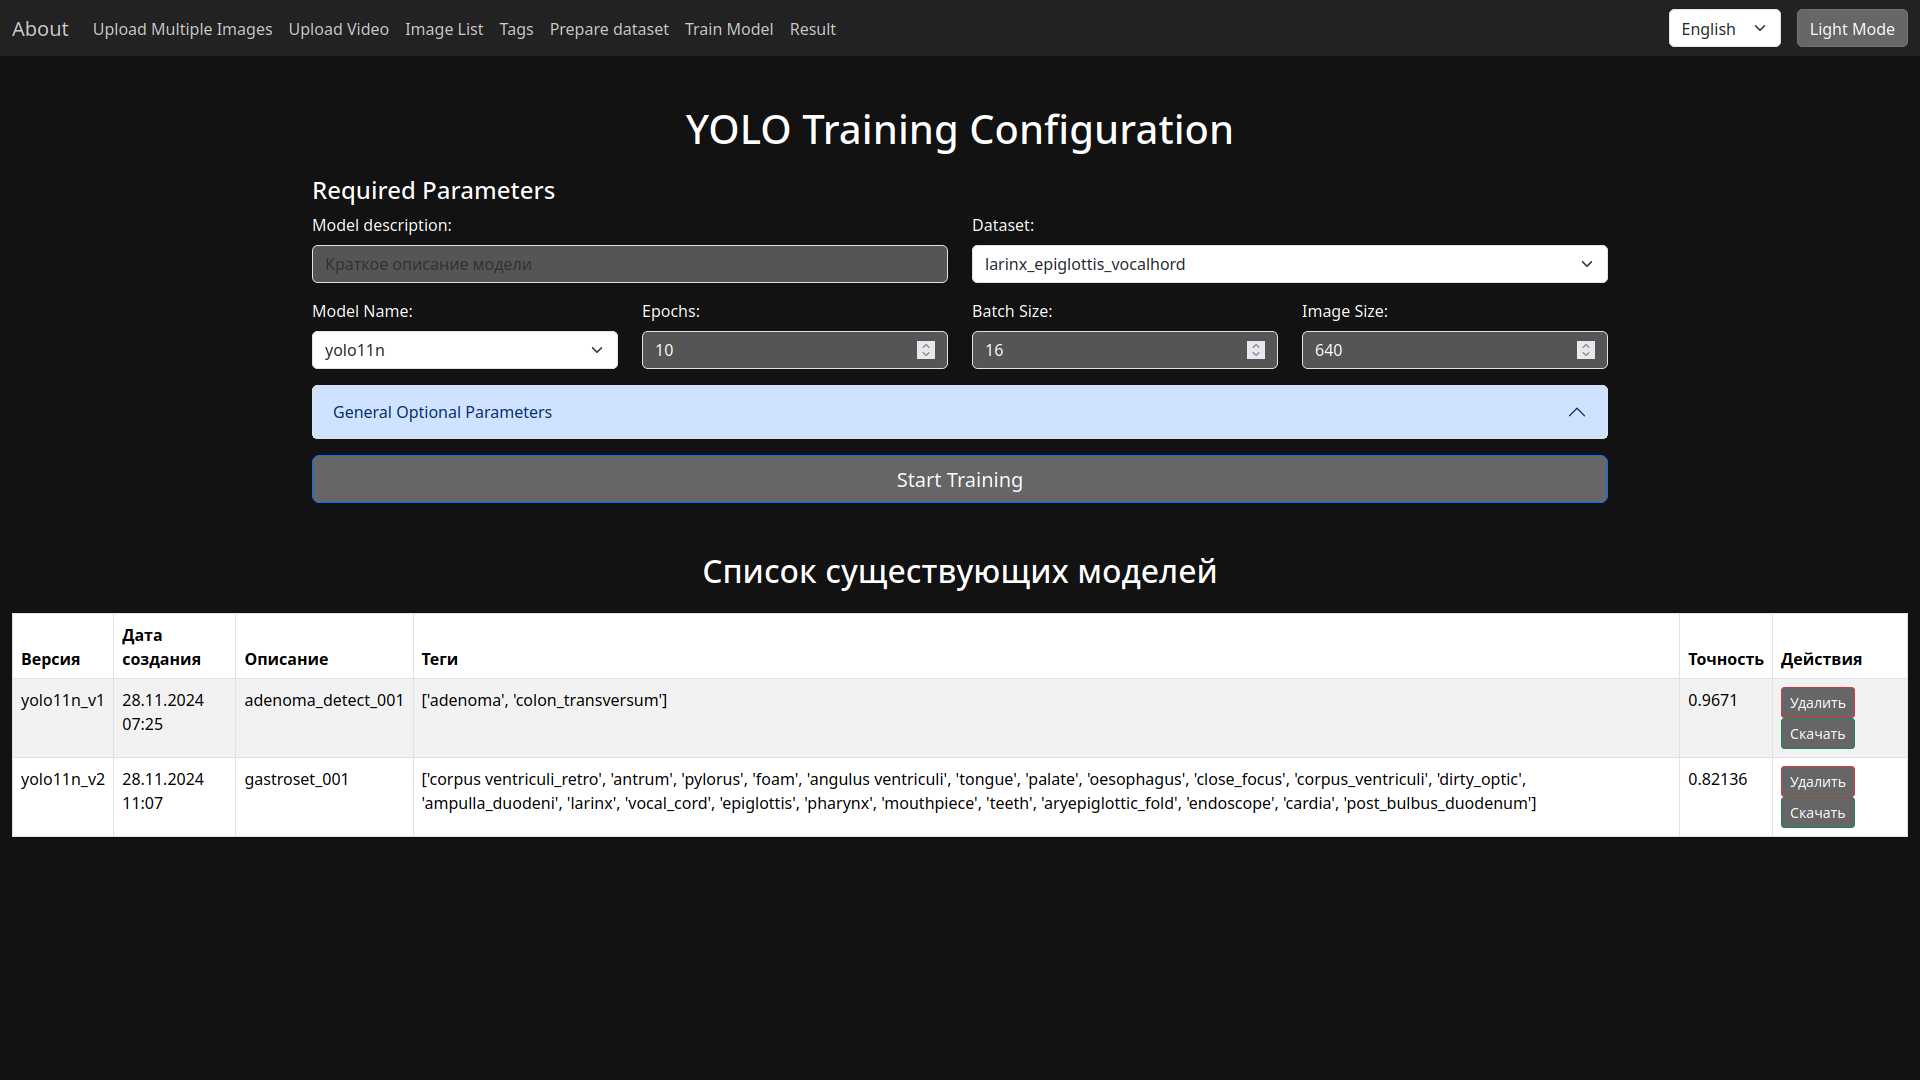 About Upload Multiple Images Upload Video Image List Tags Prepare dataset Train Model Result English Light Mode
YOLO Training Configuration
Required Parameters
Model description: Dataset:
Краткое описание модели larinx_epiglottis_vocalhord
Model Name: Epochs: Batch Size: Image Size:
yolo11n 10 16 640
General Optional Parameters
Start Training
Список существующих моделей
Версия Дата создания Описание Теги Точность Действия
yolo11n_v1 28.11.2024 adenoma_detect_001 ['adenoma', 'colon_transversum'] 0.9671 Удалить
07:25 Скачать
yolo11n_v2 28.11.2024 gastroset_001 ['corpus ventriculi_retro', 'antrum', 'pylorus', 'foam', 'angulus ventriculi', 'tongue', 'palate', 'oesophagus', 'close_focus', 'corpus_ventriculi', 'dirty_optic', 0.82136 Удалить
11:07 'ampulla_duodeni', 'larinx', 'vocal_cord', 'epiglottis', 'pharynx', 'mouthpiece', 'teeth', 'aryepiglottic_fold', 'endoscope', 'cardia', 'post_bulbus_duodenum'] Скачать